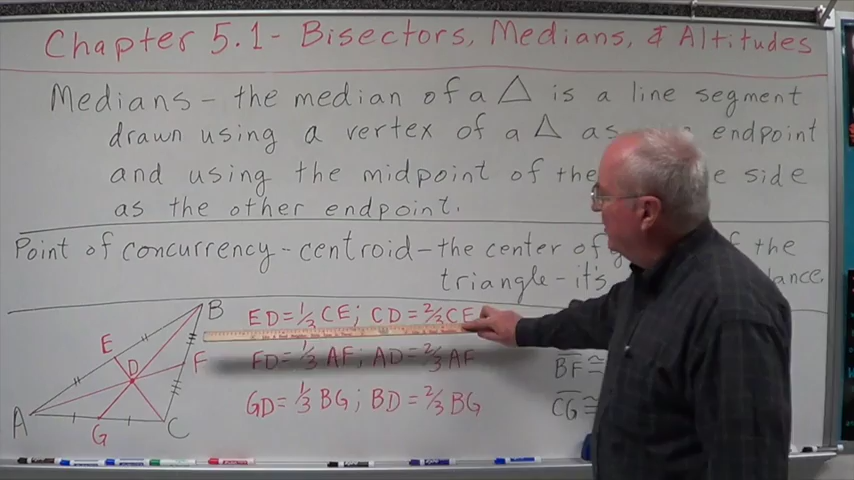 Chapter 5.1 - Bisectors, Medians, & Altitudes
Medians - the median of a △ is a line segment
drawn using a vertex of a △ as endpoint
and using the midpoint of the side
as the other endpoint.
Point of concurrency - centroid - the center of the
triangle - it's
B
E
D
F
A
G
C
ED = 1/3 CE; CD = 2/3 CE
FD = 1/3 AF; AD = 2/3 AF
GD = 1/3 BG; BD = 2/3 BG
BF ≅
CG ≅